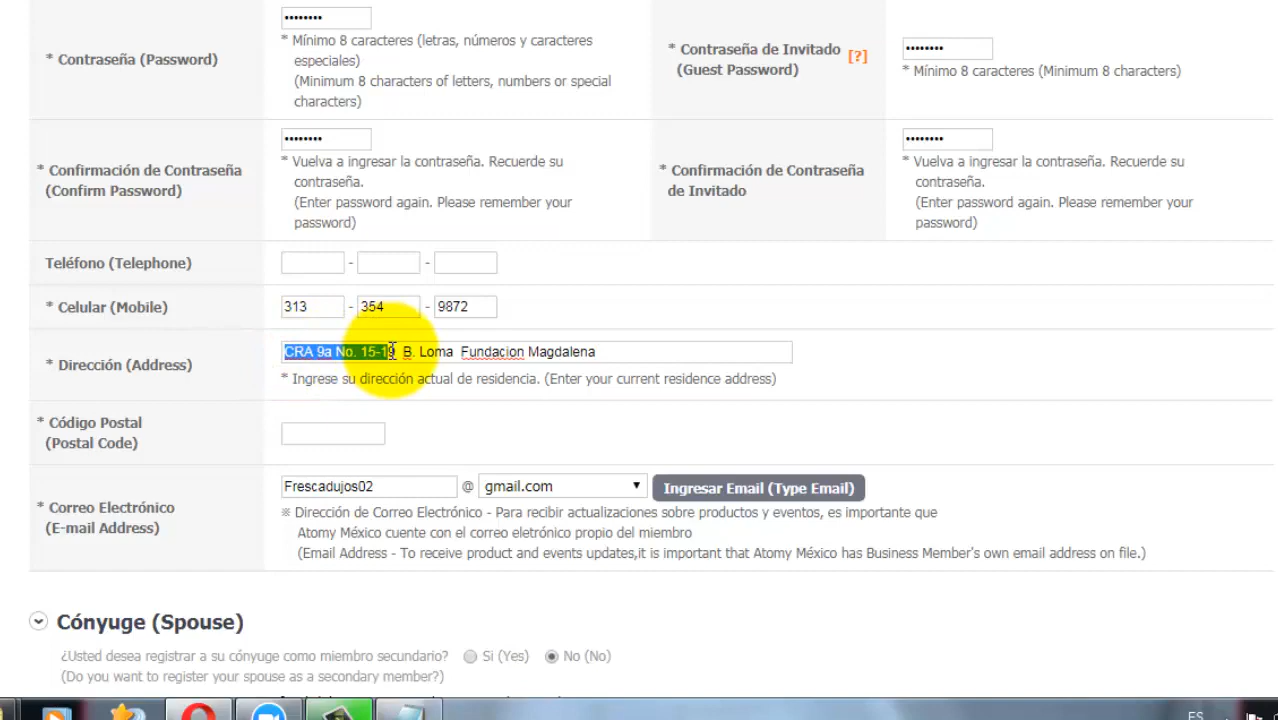 ••••••••
* Mínimo 8 caracteres (letras, números y caracteres
especiales)
(Minimum 8 characters of letters, numbers or special
characters)
* Contraseña (Password)
* Contraseña de Invitado [?]
(Guest Password)
••••••••
* Mínimo 8 caracteres (Minimum 8 characters)
* Confirmación de Contraseña
(Confirm Password)
••••••••
* Vuelva a ingresar la contraseña. Recuerde su
contraseña.
(Enter password again. Please remember your
password)
* Confirmación de Contraseña
de Invitado
••••••••
* Vuelva a ingresar la contraseña. Recuerde su
contraseña.
(Enter password again. Please remember your
password)
Teléfono (Telephone) - -
* Celular (Mobile) 313 - 354 - 9872
* Dirección (Address)
CRA 9a No. 15-19 B. Loma Fundacion Magdalena
* Ingrese su dirección actual de residencia. (Enter your current residence address)
* Código Postal
(Postal Code)
* Correo Electrónico
(E-mail Address)
Frescadujos02 @ gmail.com ▼ Ingresar Email (Type Email)
※ Dirección de Correo Electrónico - Para recibir actualizaciones sobre productos y eventos, es importante que
Atomy México cuente con el correo eletrónico propio del miembro
(Email Address - To receive product and events updates,it is important that Atomy México has Business Member's own email address on file.)
Cónyuge (Spouse)
¿Usted desea registrar a su cónyuge como miembro secundario? Si (Yes) No (No)
(Do you want to register your spouse as a secondary member?)
ES